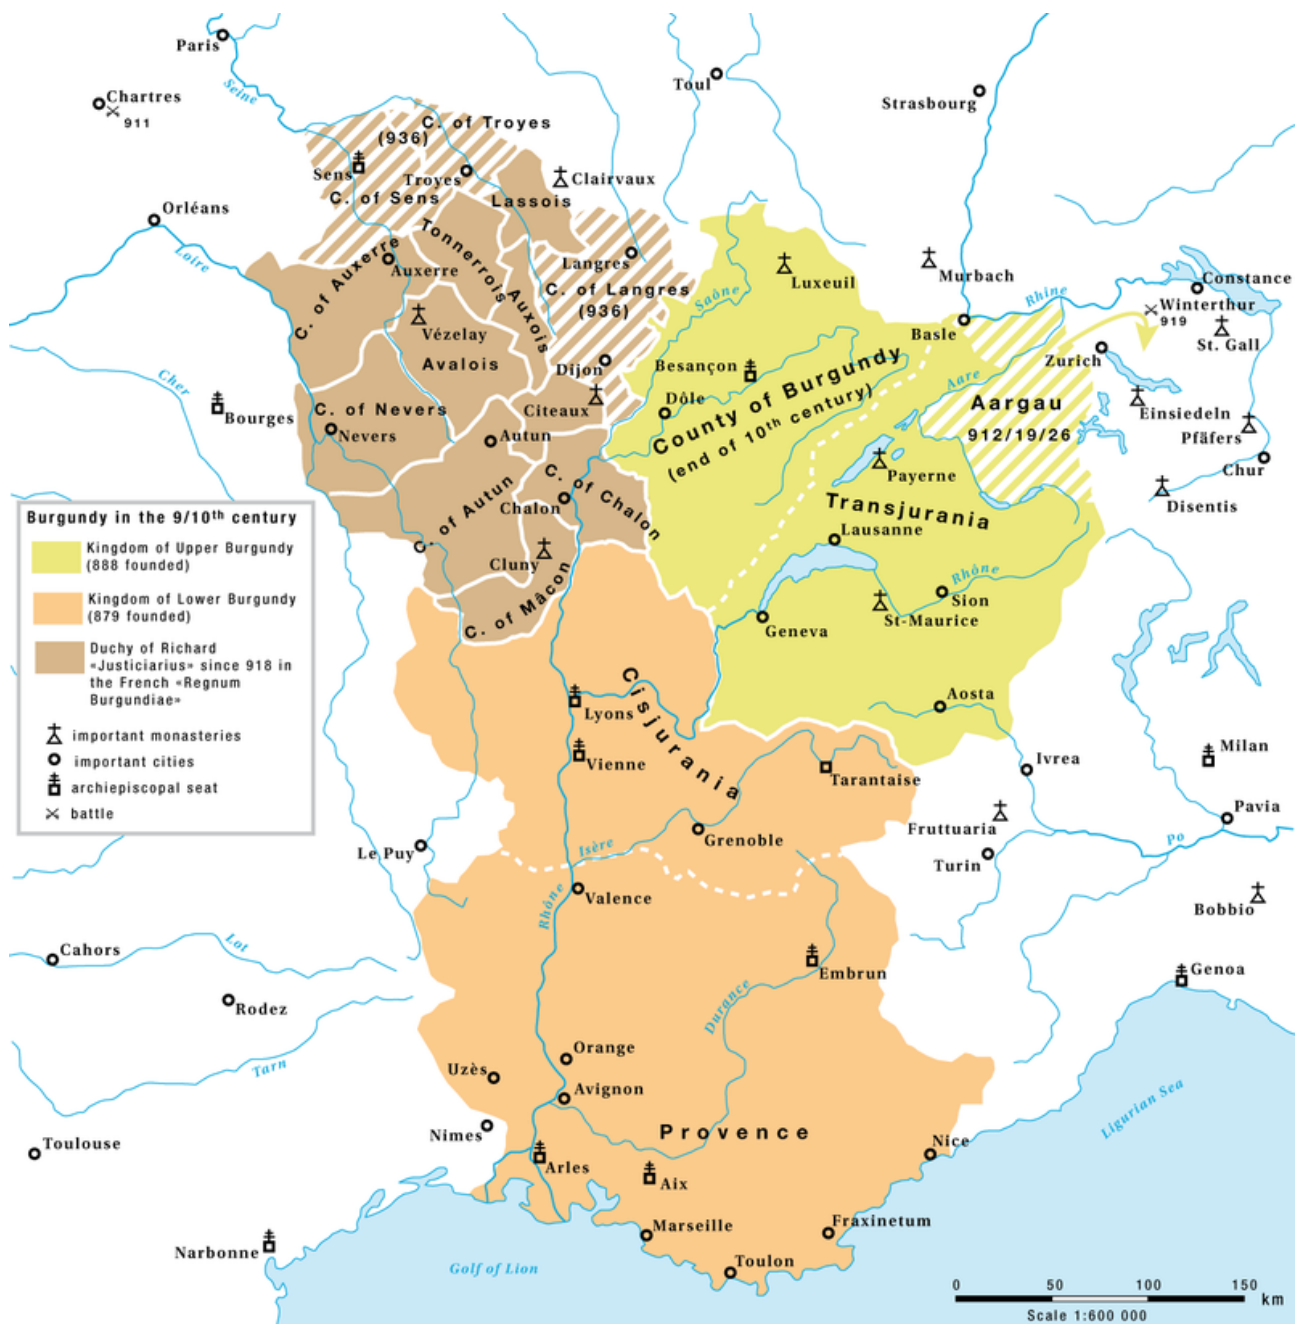 Paris
Seine
Chartres
911
Toul
Strasbourg
C. of Troyes
(936)
Sens
Troyes
C. of Sens
Lassois
Clairvaux
Orléans
Loire
C. of Auxerre
Auxerre
Tonnerrois
Auxois
Langres
C. of Langres
(936)
Saône
Luxeuil
Murbach
Rhine
Constance
Winterthur
919
St. Gall
Basle
Zurich
Vézelay
Avalois
Dijon
Besançon
County of Burgundy
(end of 10th century)
Aare
Aargau
912/19/26
Einsiedeln
Pfäfers
Chur
Disentis
Cher
Bourges
C. of Nevers
Nevers
Citeaux
Dôle
Autun
C. of Autun
Chalon
C. of Chalon
Payerne
Transjurania
Lausanne
Cluny
C. of Mâcon
Rhône
Sion
St-Maurice
Geneva
Burgundy in the 9/10th century
Kingdom of Upper Burgundy
(888 founded)
Kingdom of Lower Burgundy
(879 founded)
Duchy of Richard
«Justiciarius» since 918 in
the French «Regnum
Burgundiae»
important monasteries
important cities
archiepiscopal seat
battle
Cisjurania
Lyons
Vienne
Aosta
Tarantaise
Ivrea
Milan
Pavia
Po
Fruttuaria
Turin
Bobbio
Genoa
Grenoble
Isère
Le Puy
Valence
Rhône
Cahors
Lot
Rodez
Tarn
Embrun
Durance
Orange
Uzès
Avignon
Nimes
Provence
Toulouse
Arles
Aix
Nice
Ligurian Sea
Marseille
Fraxinetum
Toulon
Narbonne
Golf of Lion
0 50 100 150 km
Scale 1:600 000